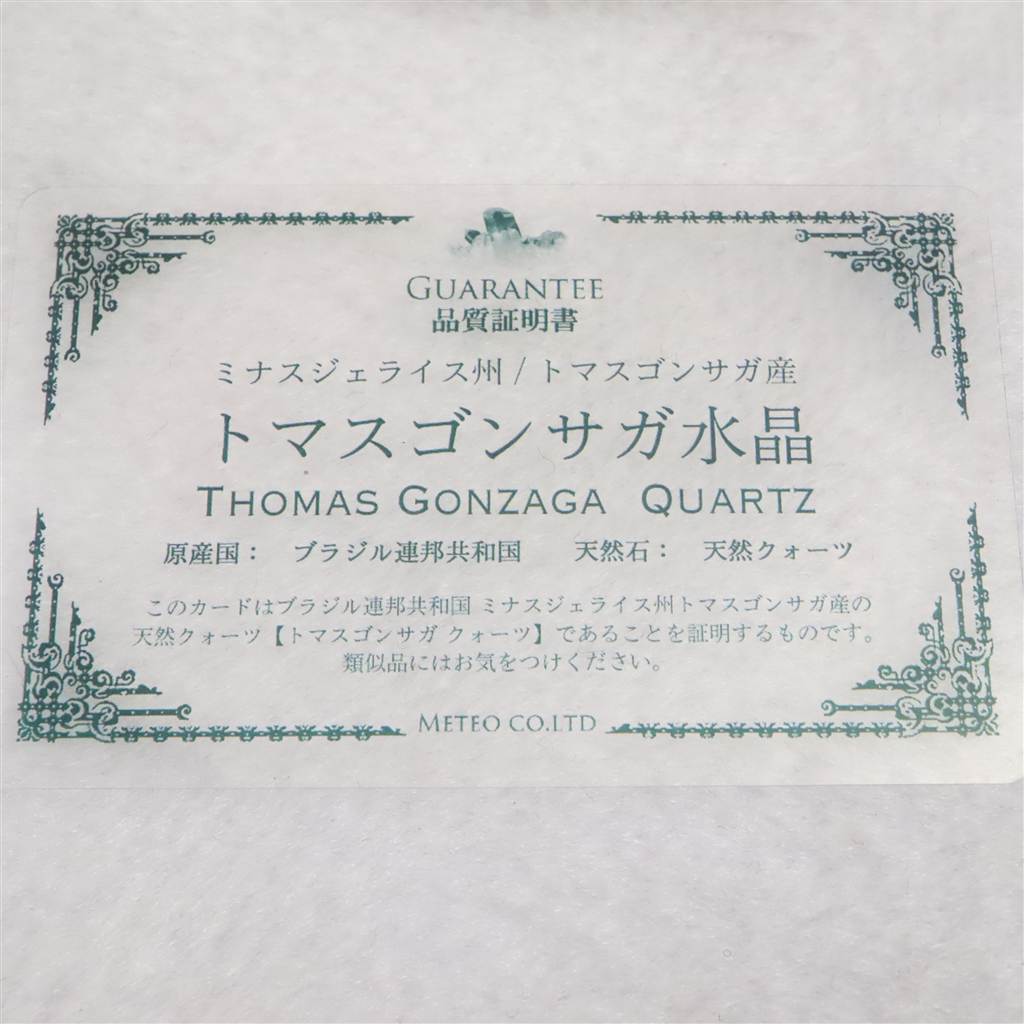 GUARANTEE
品質証明書
ミナスジェライス州 / トマスゴンサガ産
トマスゴンサガ水晶
THOMAS GONZAGA QUARTZ
原産国： ブラジル連邦共和国 天然石： 天然クォーツ
このカードはブラジル連邦共和国 ミナスジェライス州トマスゴンサガ産の
天然クォーツ【トマスゴンサガ クォーツ】であることを証明するものです。
類似品にはお気をつけください。
METEO CO.LTD